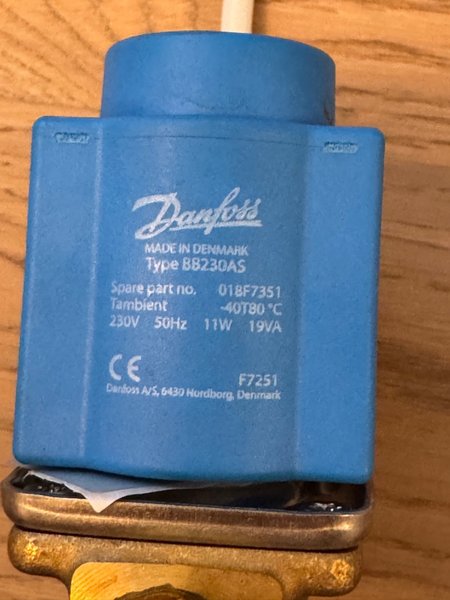 Danfoss
MADE IN DENMARK
Type BB230AS
Spare part no. 018F7351
Tambient -40T80 °C
230V 50Hz 11W 19VA
CE F7251
Danfoss A/S, 6430 Nordborg, Denmark